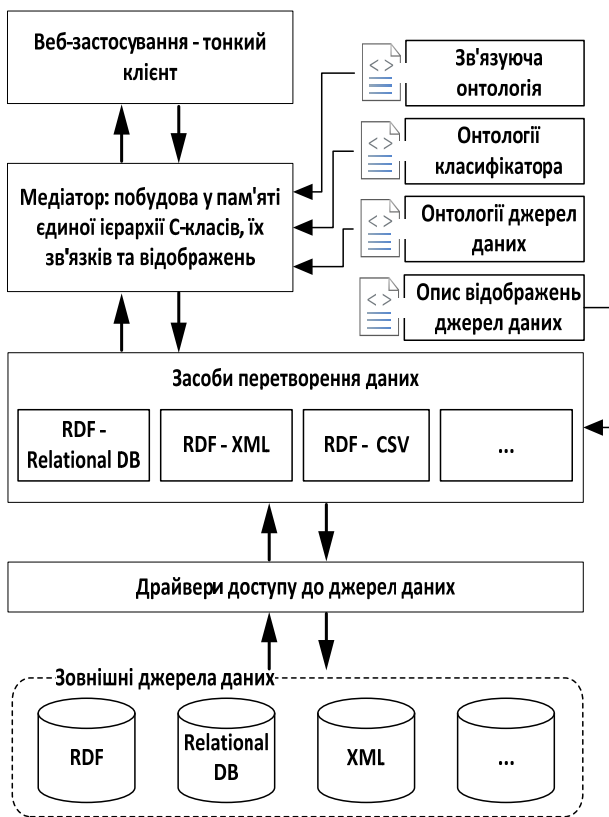 Веб-застосування - тонкий
клієнт
Зв'язуюча
онтологія
Онтології
класифікатора
Медіатор: побудова у пам'яті
єдиної ієрархії С-класів, їх
зв'язків та відображень
Онтології джерел
даних
Опис відображень
джерел даних
Засоби перетворення даних
RDF -
Relational DB
RDF - XML
RDF - CSV
...
Драйвери доступу до джерел даних
Зовнішні джерела даних
RDF
Relational
DB
XML
...